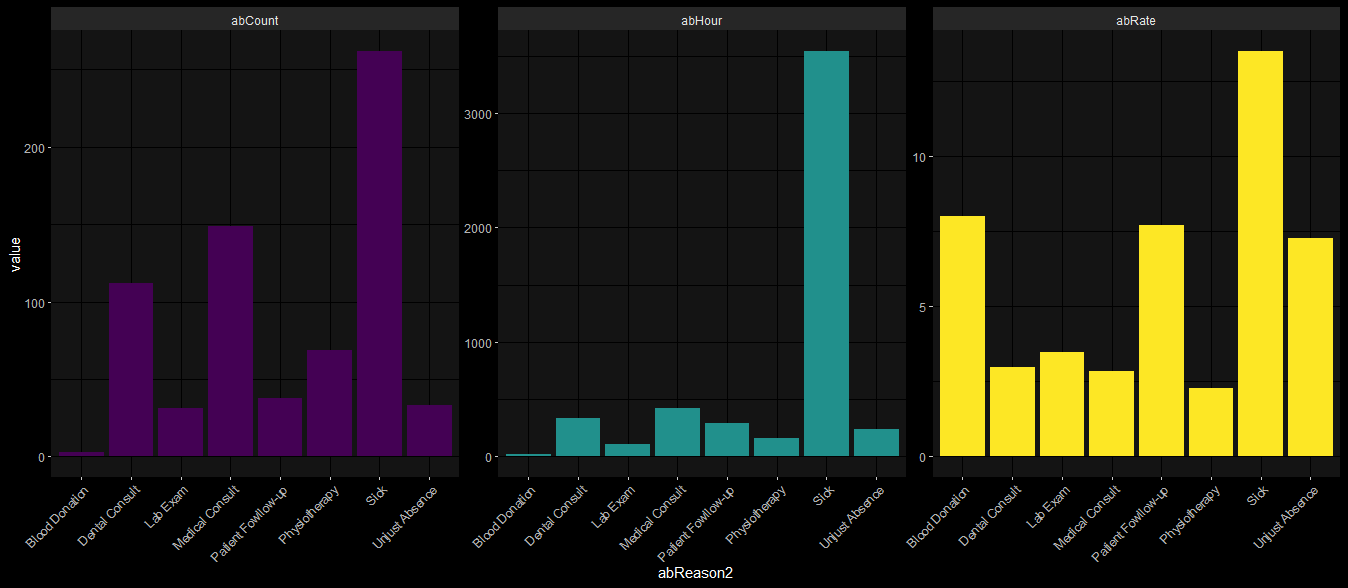 abCount
abHour
abRate
value
200
100
0
3000
2000
1000
0
10
5
0
Blood Donation
Dental Consult
Lab Exam
Medical Consult
Patient Fowllow-up
Physiotherapy
Sick
Unjust Absence
Blood Donation
Dental Consult
Lab Exam
Medical Consult
Patient Fowllow-up
Physiotherapy
Sick
Unjust Absence
Blood Donation
Dental Consult
Lab Exam
Medical Consult
Patient Fowllow-up
Physiotherapy
Sick
Unjust Absence
abReason2